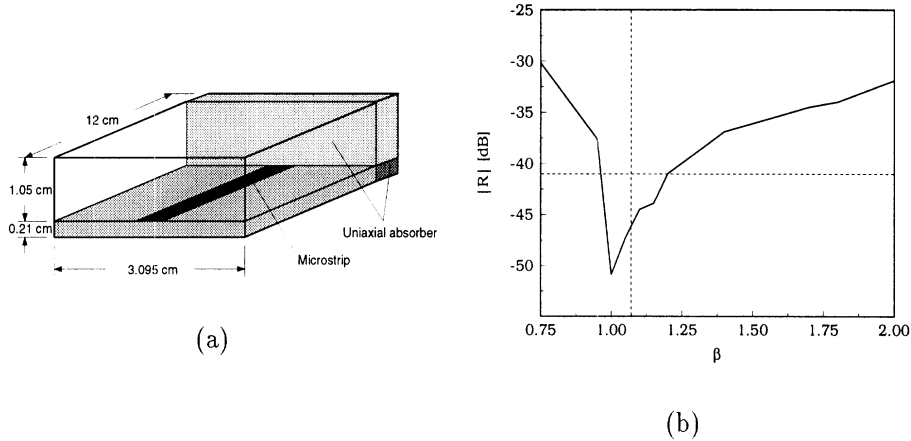 12 cm
1.05 cm
0.21 cm
3.095 cm
Microstrip
Uniaxial absorber
(a)
|R| [dB]
-25
-30
-35
-40
-45
-50
0.75 1.00 1.25 1.50 1.75 2.00
β
(b)